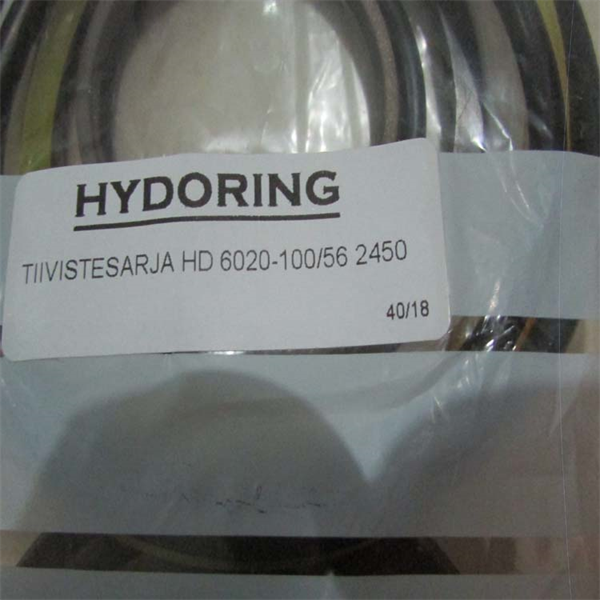 HYDORING
TIIVISTESARJA HD 6020-100/56 2450
40/18